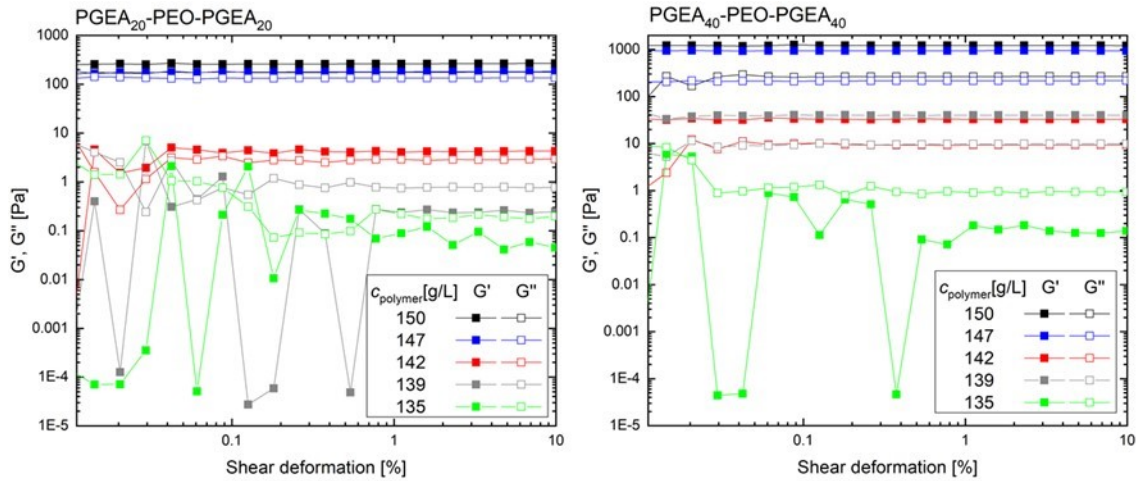 PGEA₂₀-PEO-PGEA₂₀
1000
100
10
1
0.1
0.01
0.001
1E-4
1E-5
G', G'' [Pa]
0.1
1
10
Shear deformation [%]
c_polymer[g/L] G' G''
150
147
142
139
135
PGEA₄₀-PEO-PGEA₄₀
1000
100
10
1
0.1
0.01
0.001
1E-4
1E-5
G', G'' [Pa]
0.1
1
10
Shear deformation [%]
c_polymer[g/L] G' G''
150
147
142
139
135